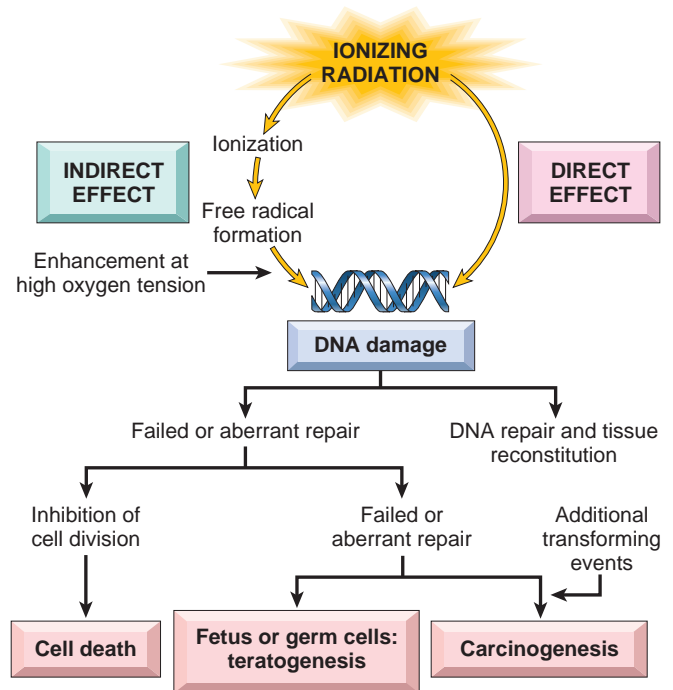 IONIZING
RADIATION
Ionization
INDIRECT
EFFECT
DIRECT
EFFECT
Free radical
formation
Enhancement at
high oxygen tension
DNA damage
Failed or aberrant repair
DNA repair and tissue
reconstitution
Inhibition of
cell division
Failed or
aberrant repair
Additional
transforming
events
Cell death
Fetus or germ cells:
teratogenesis
Carcinogenesis